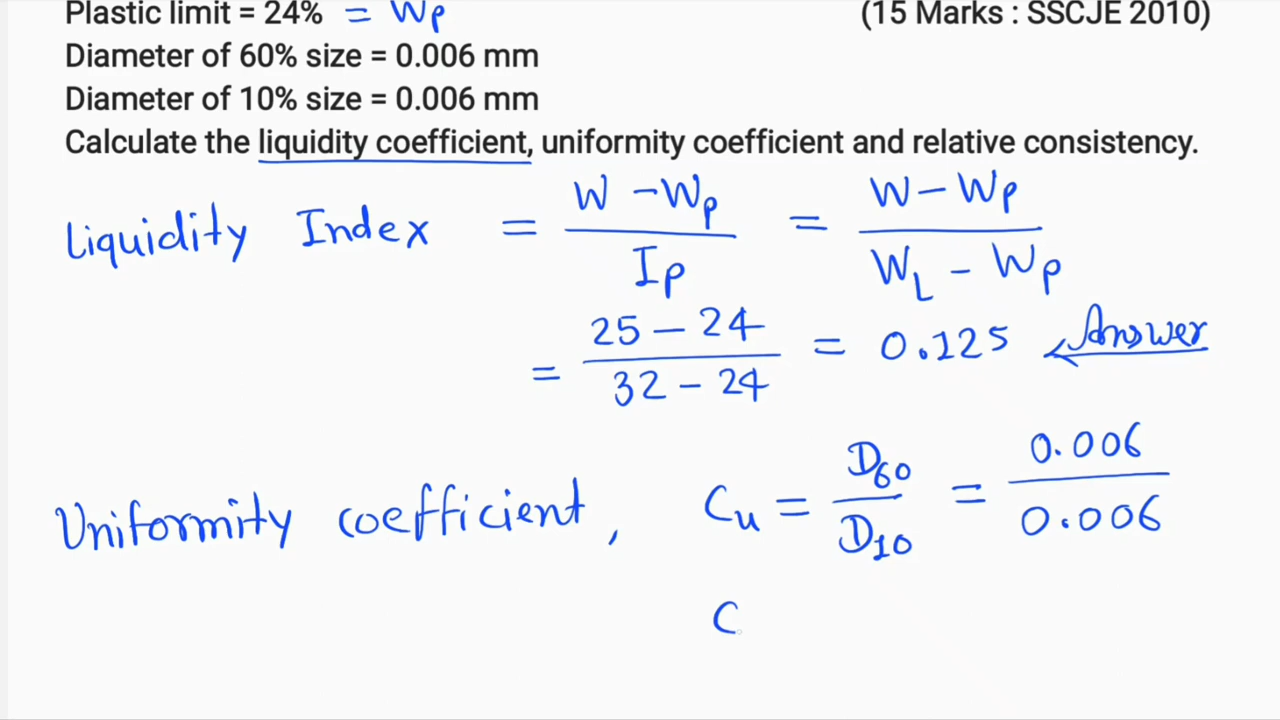 Plastic limit = 24% = Wp (15 Marks : SSCJE 2010)
Diameter of 60% size = 0.006 mm
Diameter of 10% size = 0.006 mm
Calculate the liquidity coefficient, uniformity coefficient and relative consistency.
Liquidity Index = W - Wp / Ip = W - Wp / WL - Wp
= 25 - 24 / 32 - 24 = 0.125 ← Answer
Uniformity coefficient, Cu = D60 / D10 = 0.006 / 0.006
C